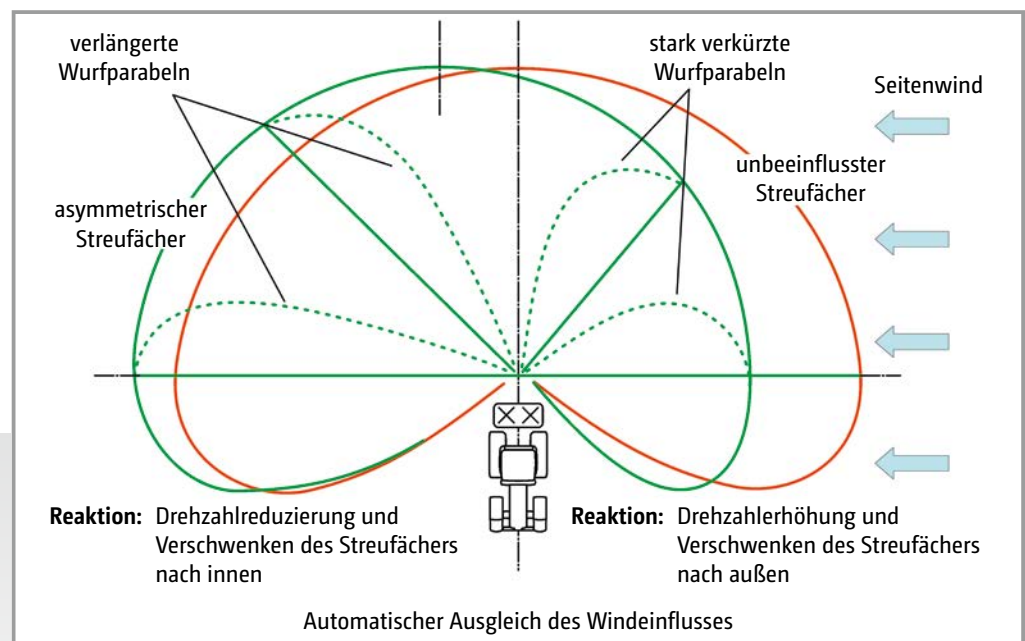 verlängerte
Wurfparabeln
stark verkürzte
Wurfparabeln
Seitenwind
unbeeinflusster
Streufächer
asymmetrischer
Streufächer
Reaktion: Drehzahlreduzierung und
Verschwenken des Streufächers
nach innen
Reaktion: Drehzahlerhöhung und
Verschwenken des Streufächers
nach außen
Automatischer Ausgleich des Windeinflusses